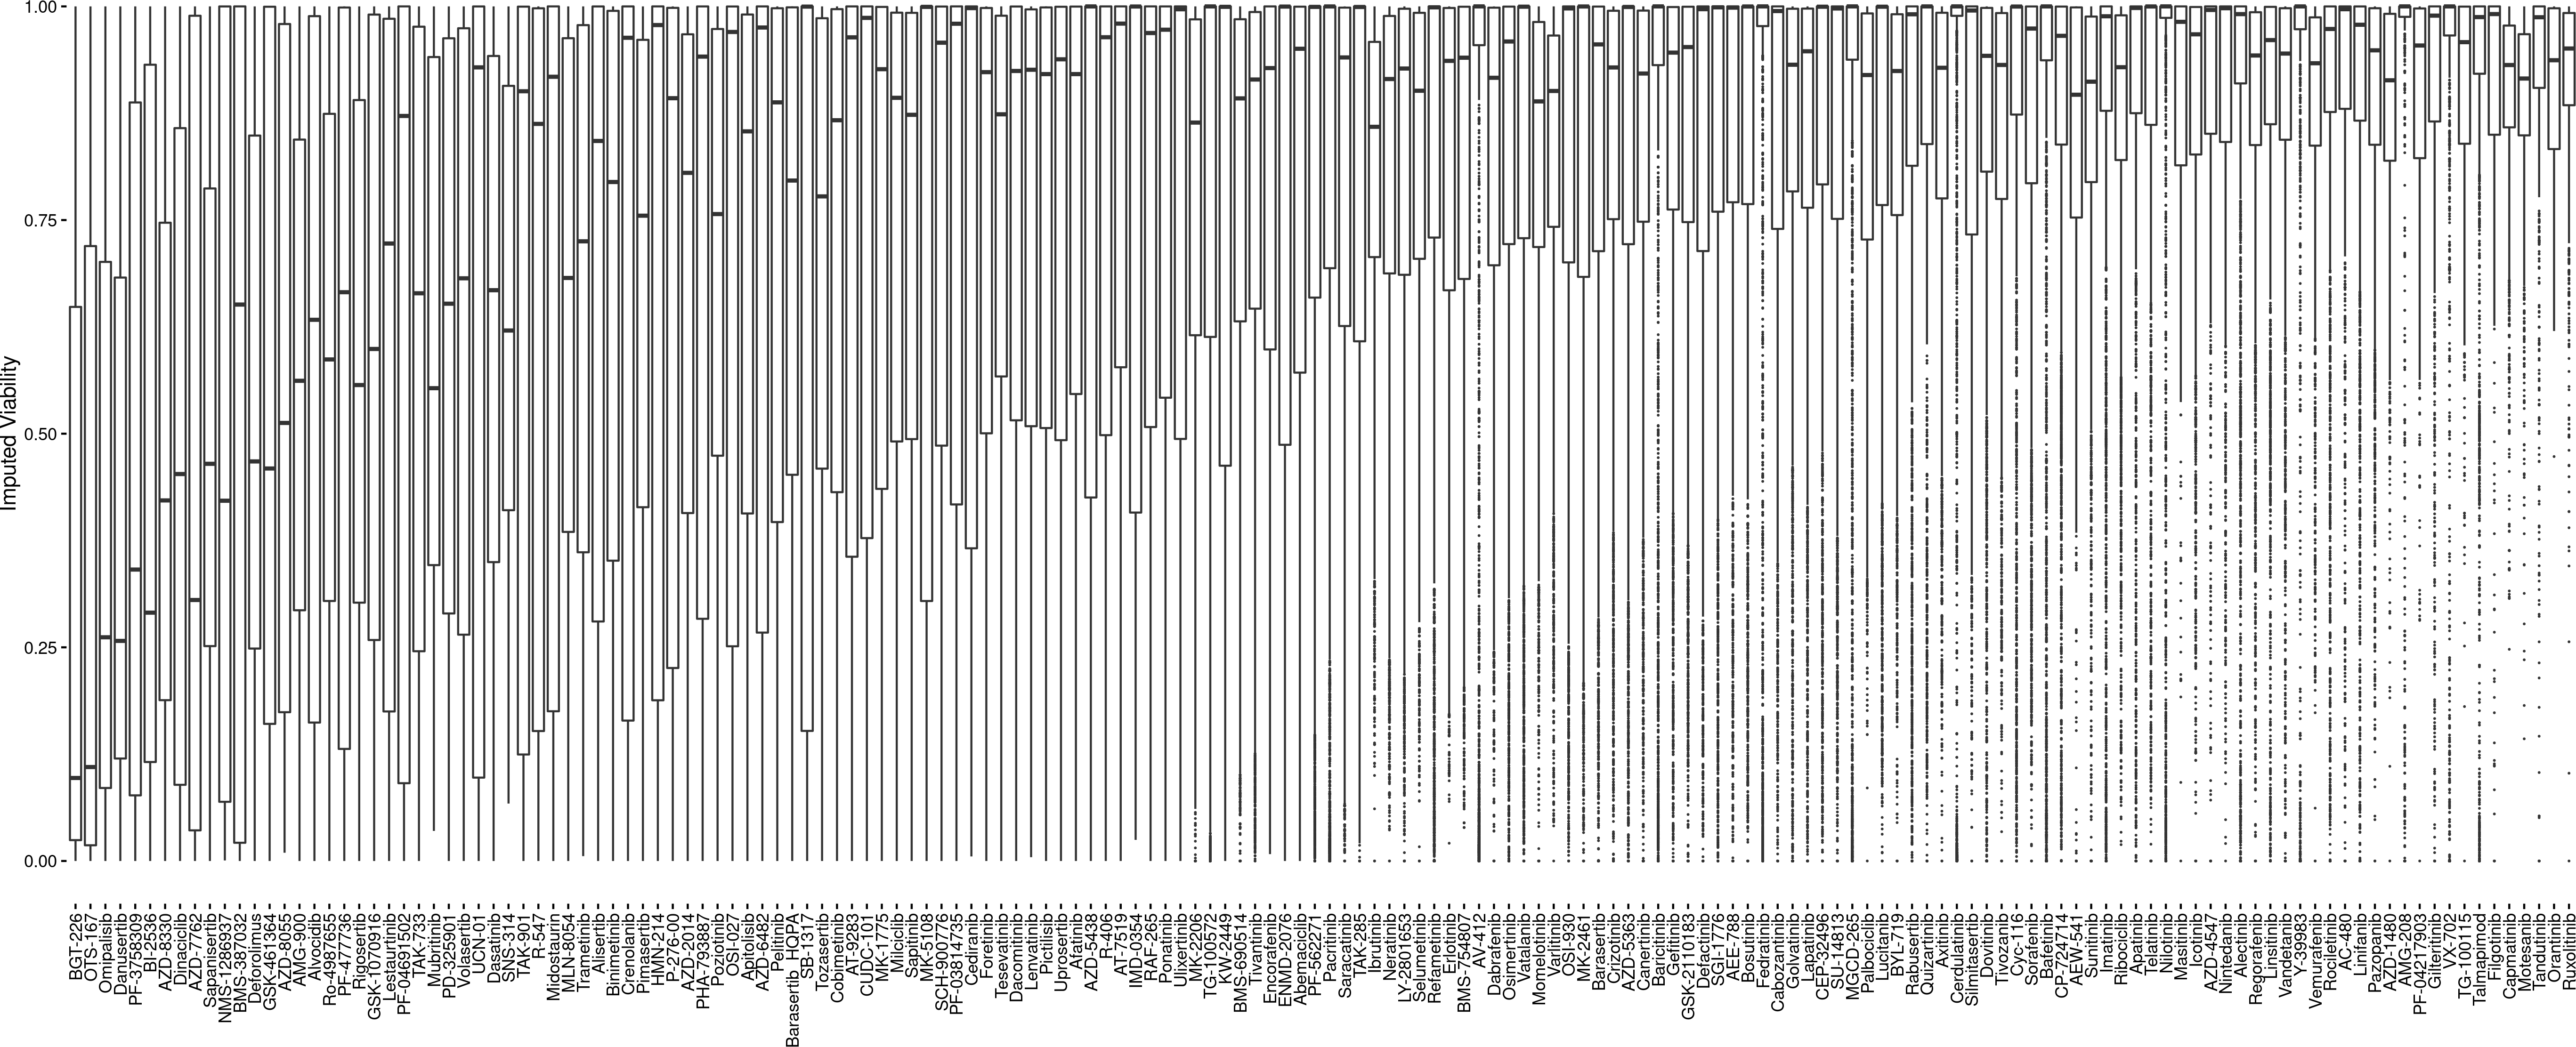 Imputed Viability
1.00
0.75
0.50
0.25
0.00
BGT-226
OTS-167
Omipalisib
Danusertib
PF-3758309
BI-2536
AZD-8330
Dinaciclib
AZD-7762
Sapanisertib
NMS-1286937
BMS-387032
Deforolimus
GSK-461364
AZD-8055
AMG-900
Alvocidib
Ro-4987655
PF-477736
Rigosertib
GSK-1070916
Lestaurtinib
PF-04691502
TAK-733
Mubritinib
PD-325901
Volasertib
UCN-01
Dasatinib
SNS-314
TAK-901
R-547
Midostaurin
MLN-8054
Trametinib
Alisertib
Binimetinib
Crenolanib
Pimasertib
HMN-214
P-276-00
AZD-2014
PHA-793887
Poziotinib
OSI-027
Apitolisib
AZD-6482
Pelitinib
Barasertib HQPA
SB-1317
Tozasertib
Cobimetinib
AT-9283
CUDC-101
MK-1775
Milciclib
Sapitinib
MK-5108
SCH-900776
PF-03814735
Cediranib
Foretinib
Tesevatinib
Dacomitinib
Lenvatinib
Pictilisib
Uprosertib
Afatinib
AZD-5438
R-406
AT-7519
IMD-0354
RAF-265
Ponatinib
Ulixertinib
MK-2206
TG-100572
KW-2449
BMS-690514
Tivantinib
Encorafenib
ENMD-2076
Abemaciclib
PF-562271
Pacritinib
Sapacatinib
TAK-285
Ibrutinib
Neratinib
LY-2801653
Selumetinib
Refametinib
Erlotinib
BMS-754807
AV-412
Dabrafenib
Osimertinib
Vatalanib
Momelotinib
Varlitinib
OSI-930
MK-2461
Barasertib
Crizotinib
AZD-5363
Canertinib
Baricitinib
Gefitinib
GSK-2110183
Defactinib
SGI-1776
AEE-788
Bosutinib
Fedratinib
Cabozantinib
Golvatinib
Lapatinib
CEP-32496
SU-14813
MGCD-265
Palbociclib
Lucitanib
BYL-719
Rabusertib
Quizartinib
Axitinib
Cerdulatinib
Silmitasertib
Dovitinib
Tivozanib
Cyc-116
Sorafenib
Bafetinib
CP-724714
AEW-541
Sunitinib
Imatinib
Ribociclib
Apatinib
Telatinib
Nilotinib
Masitinib
Icotinib
AZD-4547
Nintedanib
Alectinib
Regorafenib
Linsitinib
Vandetanib
Y-39983
Vemurafenib
Rociletinib
AC-480
Linifanib
Pazopanib
AZD-1480
AMG-208
PF-04217903
Gilteritinib
VX-702
TG-100115
Talmapimod
Filgotinib
Capmatinib
Motesanib
Tandutinib
Orantinib
Ruxolitinib